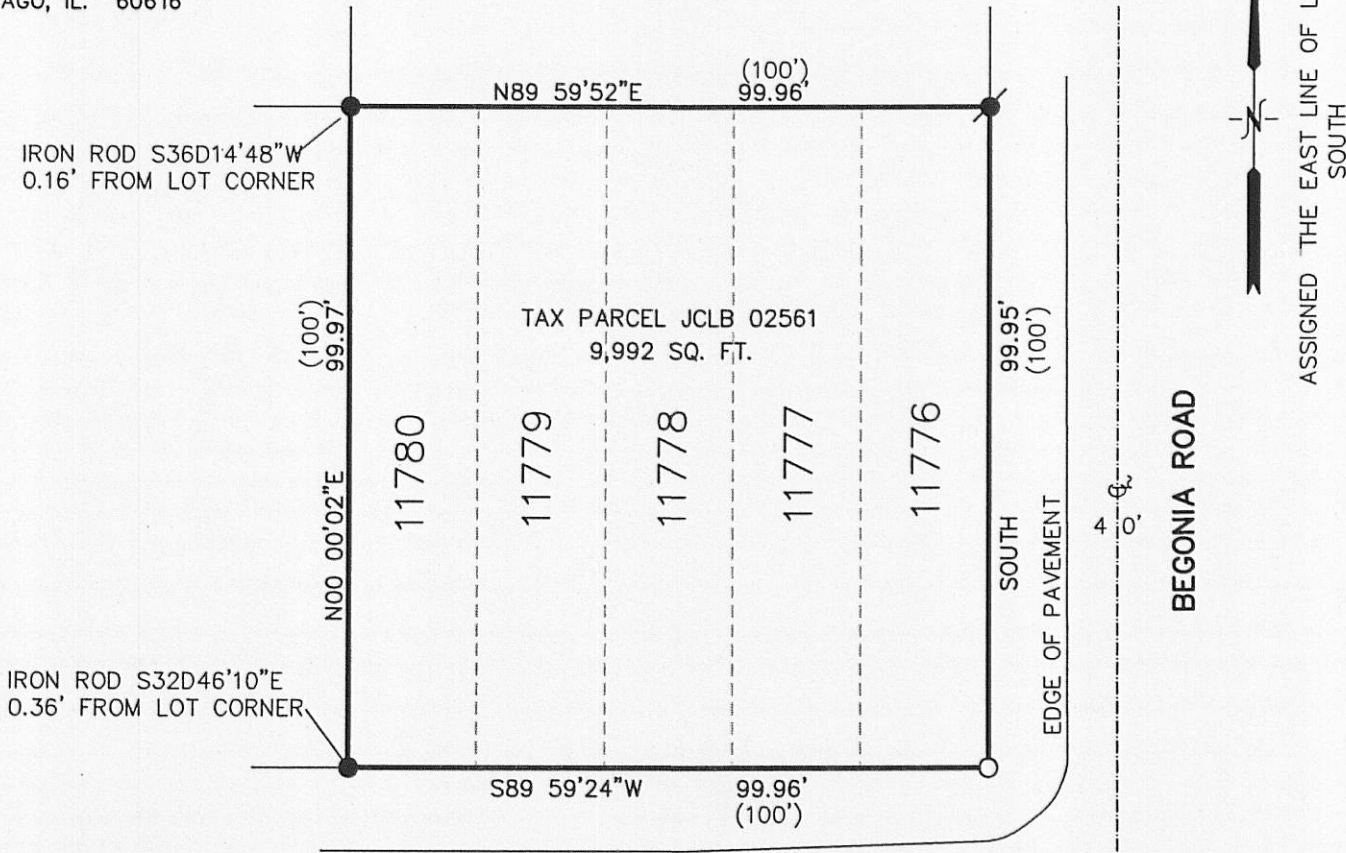 AGO, IL. 60616
N89 59'52"E
(100')
99.96'
IRON ROD S36D14'48"W
0.16' FROM LOT CORNER
(100')
99.97'
N00 00'02"E
TAX PARCEL JCLB 02561
9,992 SQ. FT.
99.95'
(100')
SOUTH
11780
11779
11778
11777
11776
EDGE OF PAVEMENT
40'
BEGONIA ROAD
N
ASSIGNED THE EAST LINE OF L
SOUTH
IRON ROD S32D46'10"E
0.36' FROM LOT CORNER
S89 59'24"W
99.96'
(100')